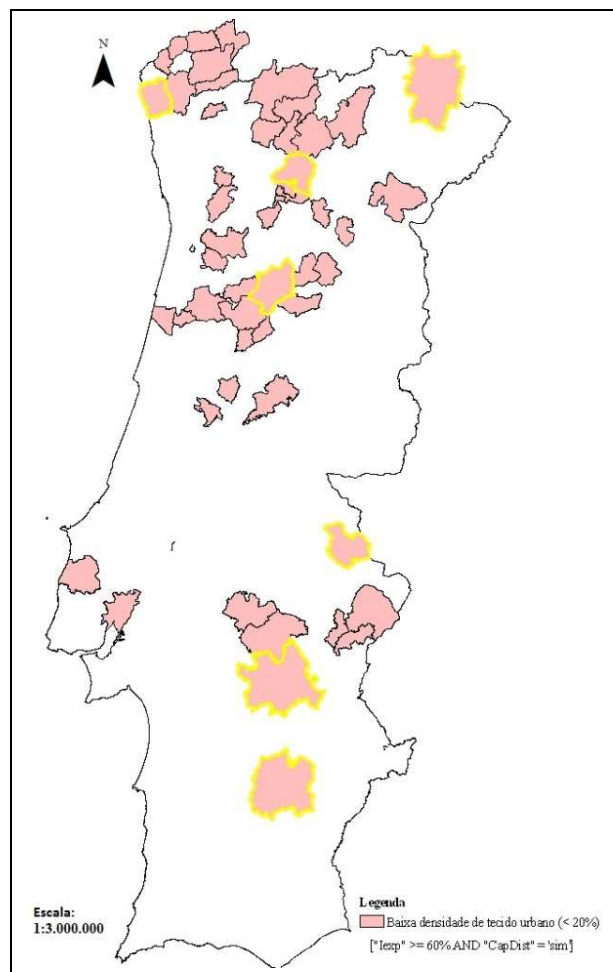 N
Escala:
1:3.000.000
Legenda
Baixa densidade de tecido urbano (< 20%)
["Iexp" >= 60% AND "CapDist" = 'sim']